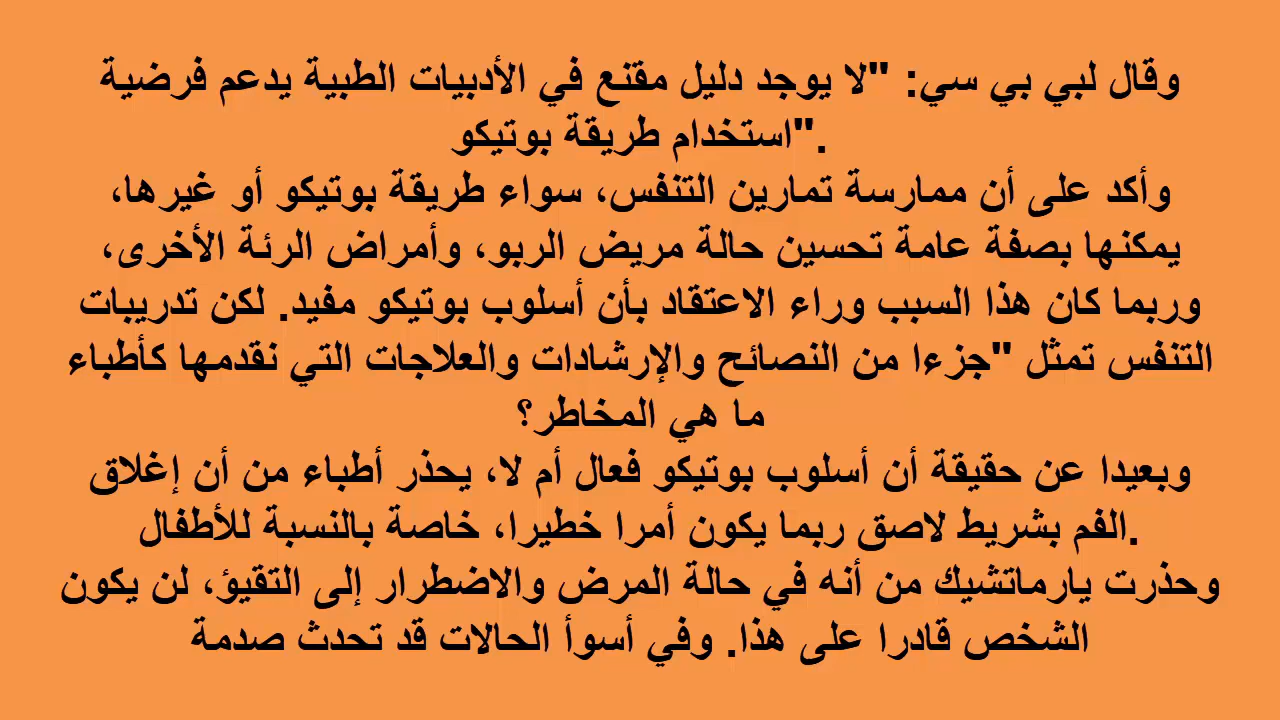 وقال لبي بي سي: "لا يوجد دليل مقنع في الأدبيات الطبية يدعم فرضية
استخدام طريقة بوتيكو".
وأكد على أن ممارسة تمارين التنفس، سواء طريقة بوتيكو أو غيرها،
يمكنها بصفة عامة تحسين حالة مريض الربو، وأمراض الرئة الأخرى،
وربما كان هذا السبب وراء الاعتقاد بأن أسلوب بوتيكو مفيد. لكن تدريبات
التنفس تمثل "جزءا من النصائح والإرشادات والعلاجات التي نقدمها كأطباء
ما هي المخاطر؟
وبعيدا عن حقيقة أن أسلوب بوتيكو فعال أم لا، يحذر أطباء من أن إغلاق
الفم بشريط لاصق ربما يكون أمرا خطيرا، خاصة بالنسبة للأطفال.
وحذرت يارماتشيك من أنه في حالة المرض والاضطرار إلى التقيؤ، لن يكون
الشخص قادرا على هذا. وفي أسوأ الحالات قد تحدث صدمة